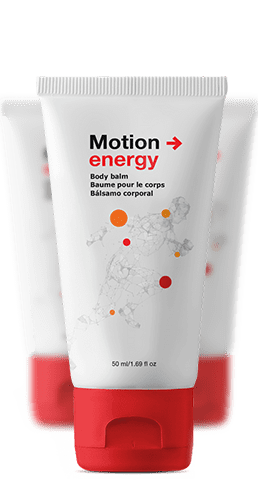 Motion →
energy
Body balm
Baume pour le corps
Bálsamo corporal
50 ml/1.69 fl oz